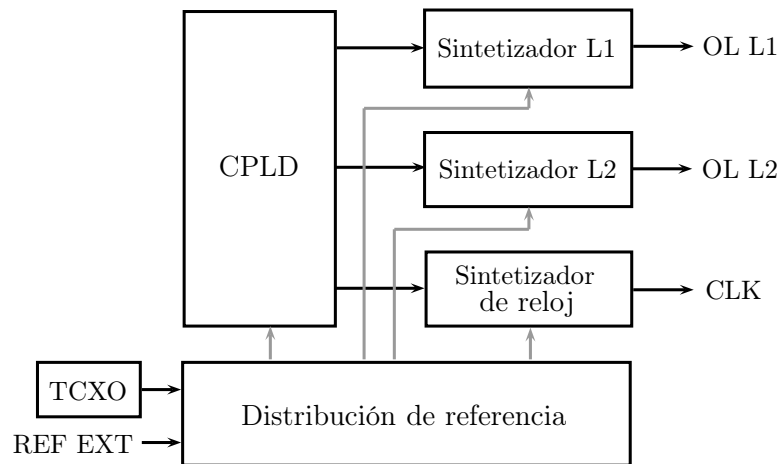 Sintetizador L1
OL L1
CPLD
Sintetizador L2
OL L2
Sintetizador
de reloj
CLK
TCXO
Distribución de referencia
REF EXT